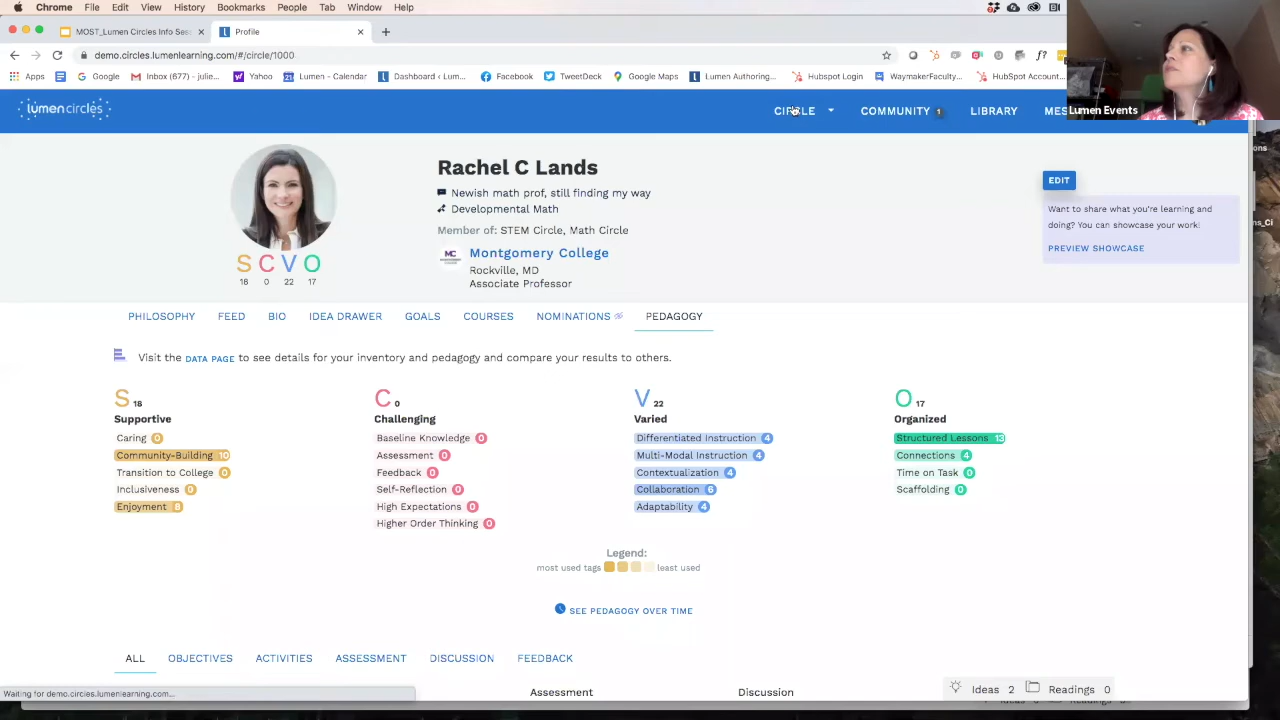 Chrome File Edit View History Bookmarks People Tab Window Help
MOST_Lumen Circles Info Sess
Profile
demo.circles.lumenlearning.com/#/circle/1000
Apps Google Inbox (677) - julie... Yahoo Lumen - Calendar Dashboard ‹ Lum... Facebook TweetDeck Google Maps Lumen Authoring... Hubspot Login WaymakerFaculty... HubSpot Account...
Lumen Events
lumen circles
CIRCLE COMMUNITY 1 LIBRARY MES
Rachel C Lands
Newish math prof, still finding my way
Developmental Math
Member of: STEM Circle, Math Circle
Montgomery College
Rockville, MD
Associate Professor
S C V O
18 0 22 17
EDIT
Want to share what you're learning and
doing? You can showcase your work!
PREVIEW SHOWCASE
PHILOSOPHY FEED BIO IDEA DRAWER GOALS COURSES NOMINATIONS PEDAGOGY
Visit the DATA PAGE to see details for your inventory and pedagogy and compare your results to others.
S 18
Supportive
Caring 0
Community-Building 10
Transition to College 0
Inclusiveness 0
Enjoyment 8
C 0
Challenging
Baseline Knowledge 0
Assessment 0
Feedback 0
Self-Reflection 0
High Expectations 0
Higher Order Thinking 0
V 22
Varied
Differentiated Instruction 4
Multi-Modal Instruction 4
Contextualization 4
Collaboration 6
Adaptability 4
O 17
Organized
Structured Lessons 13
Connections 4
Time on Task 0
Scaffolding 0
Legend:
most used tags least used
SEE PEDAGOGY OVER TIME
ALL OBJECTIVES ACTIVITIES ASSESSMENT DISCUSSION FEEDBACK
Assessment Discussion
Waiting for demo.circles.lumenlearning.com...
Ideas 2 Readings 0